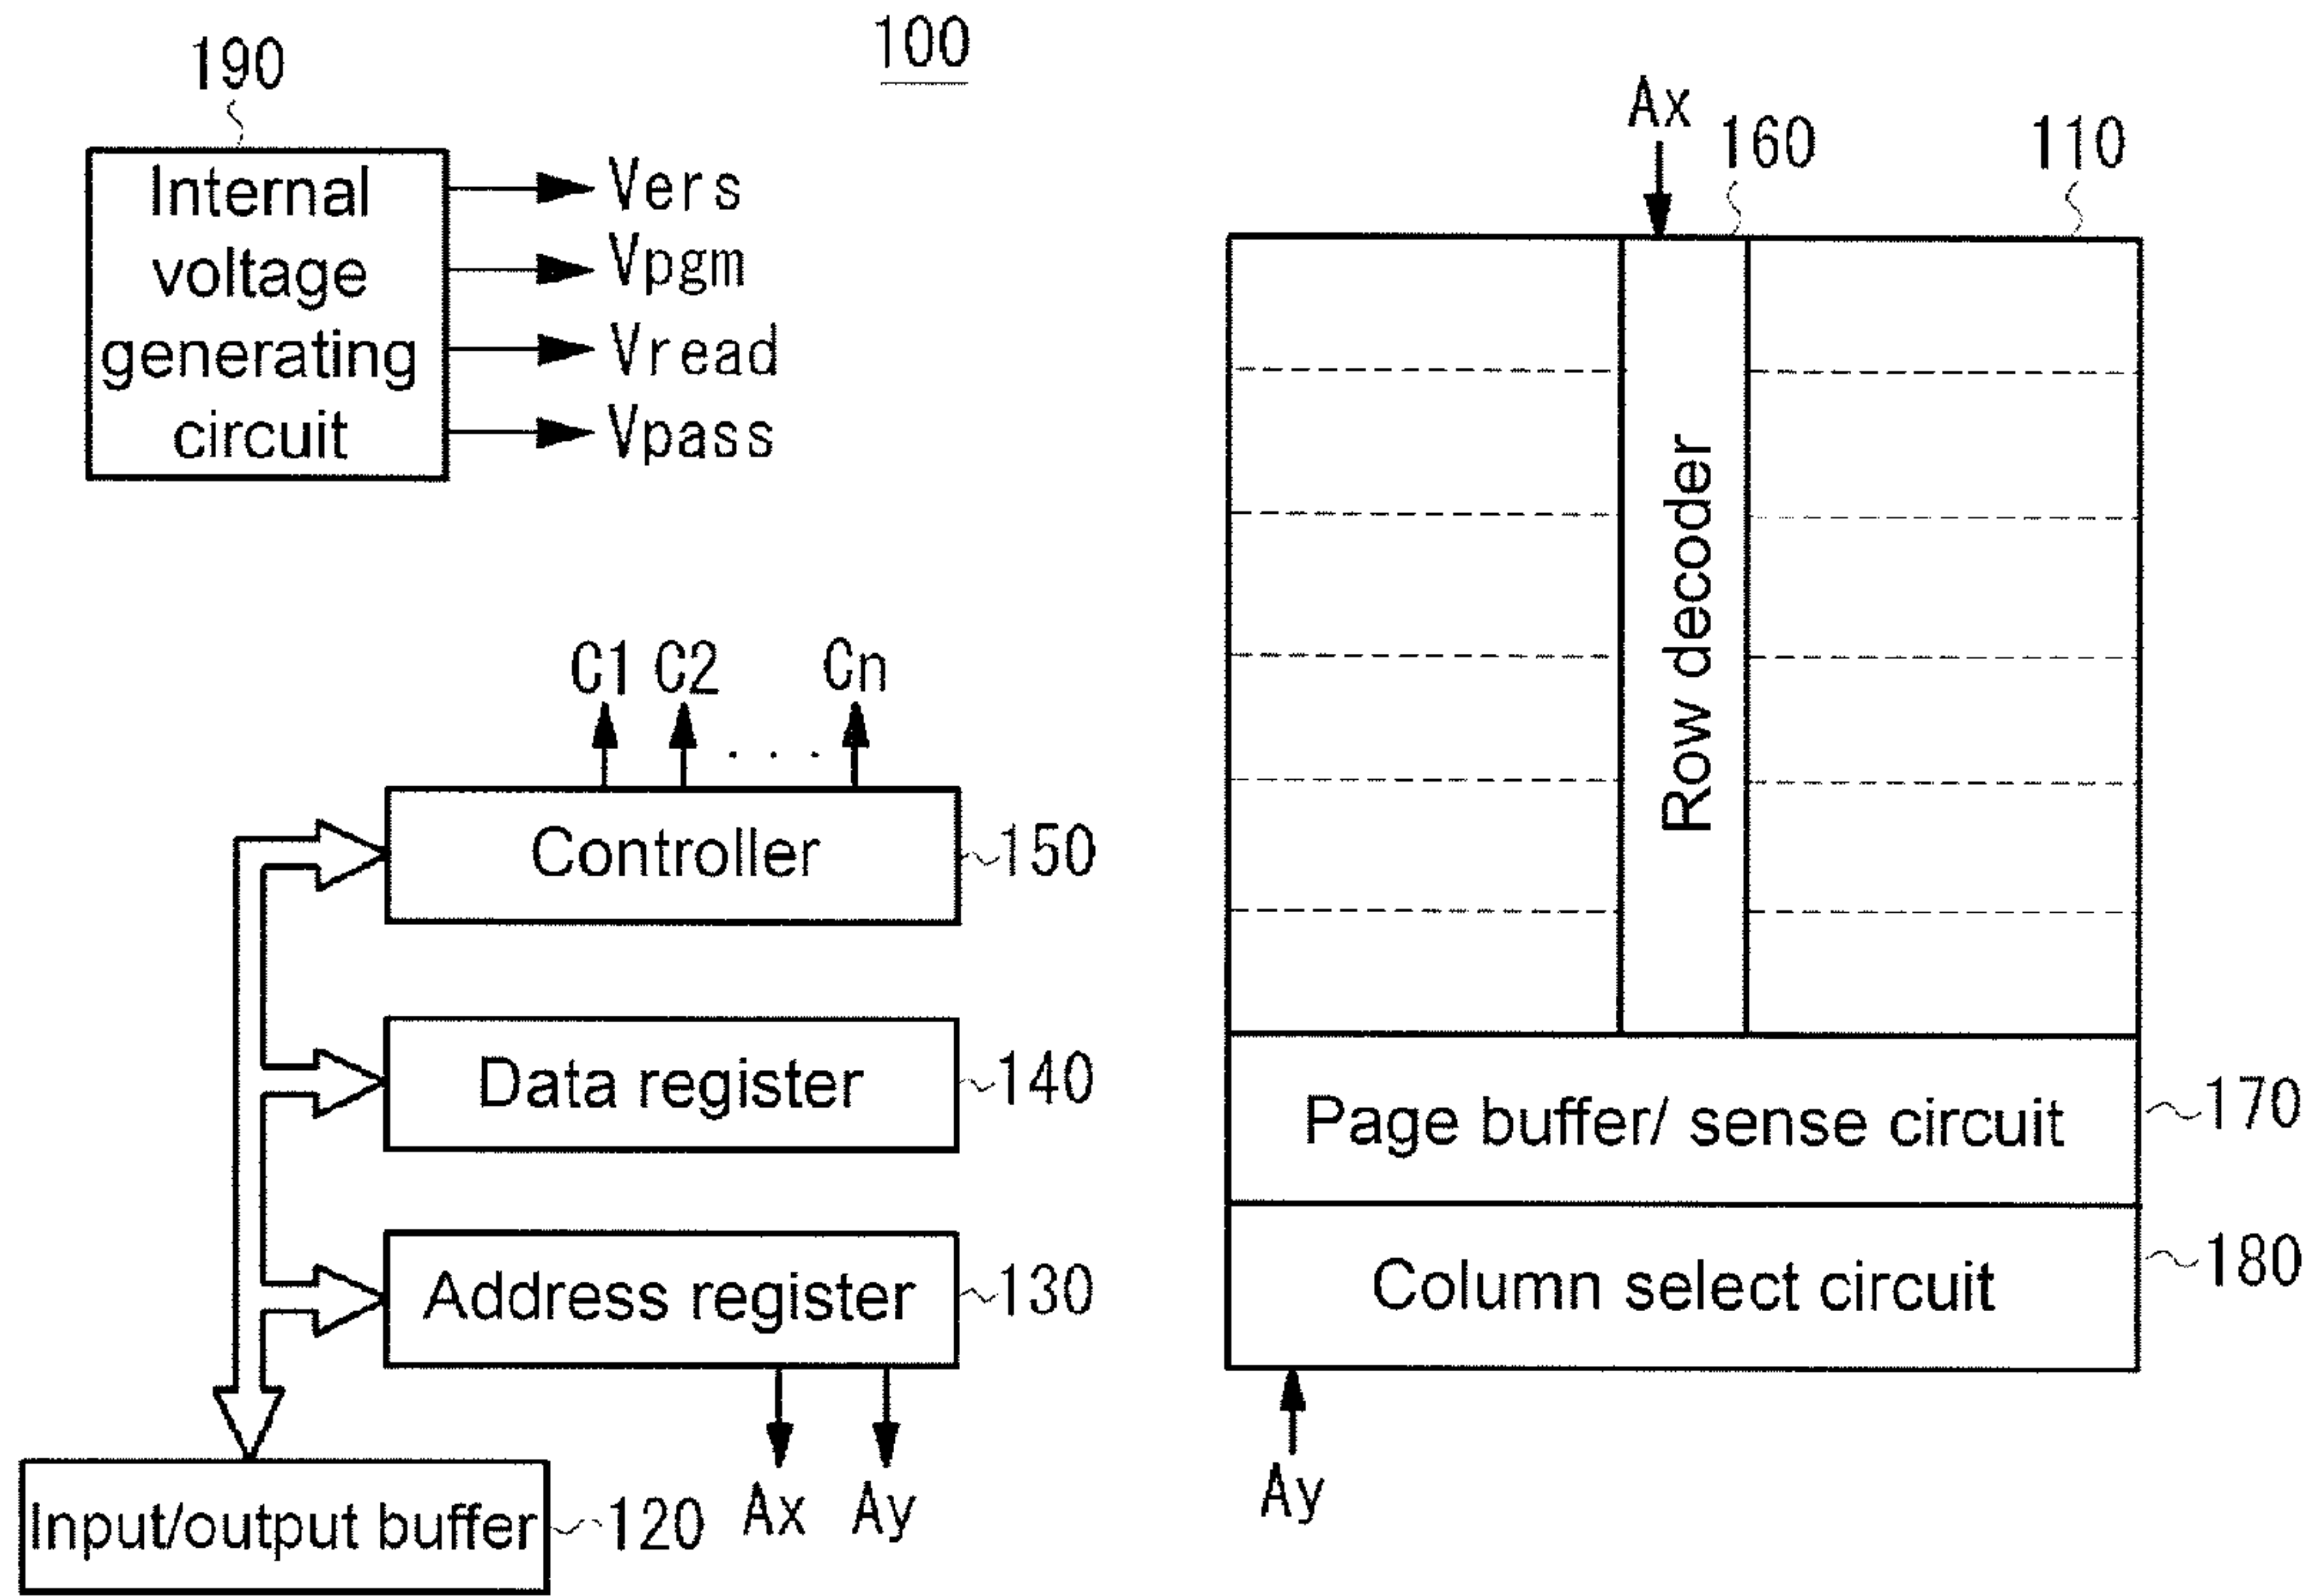 100
190
Internal
voltage
generating
circuit
Vers
Vpgm
Vread
Vpass
C1 C2 . . . Cn
Controller
150
Data register
140
Address register
130
Ax Ay
Input/output buffer
120
Ax
160
110
Row decoder
Page buffer/ sense circuit
170
Column select circuit
180
Ay